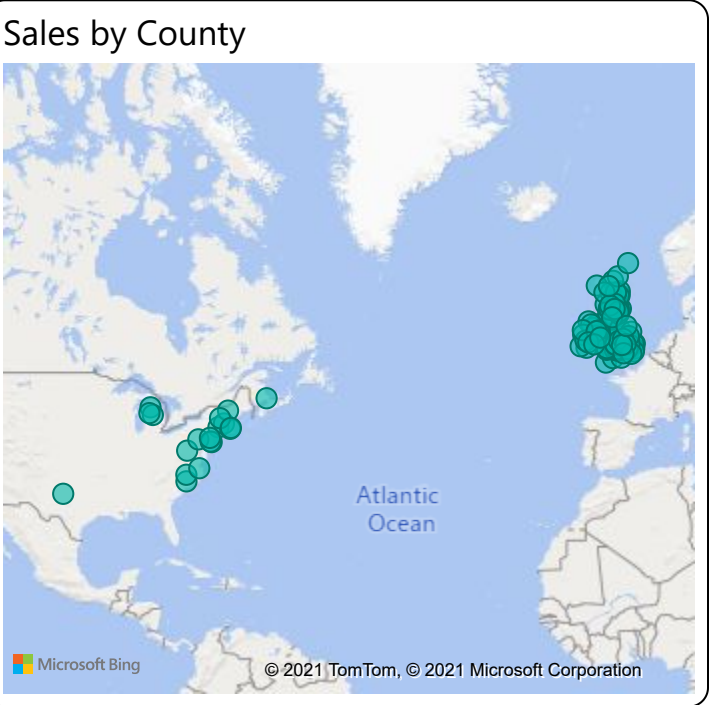 Sales by County
Atlantic
Ocean
Microsoft Bing
© 2021 TomTom, © 2021 Microsoft Corporation